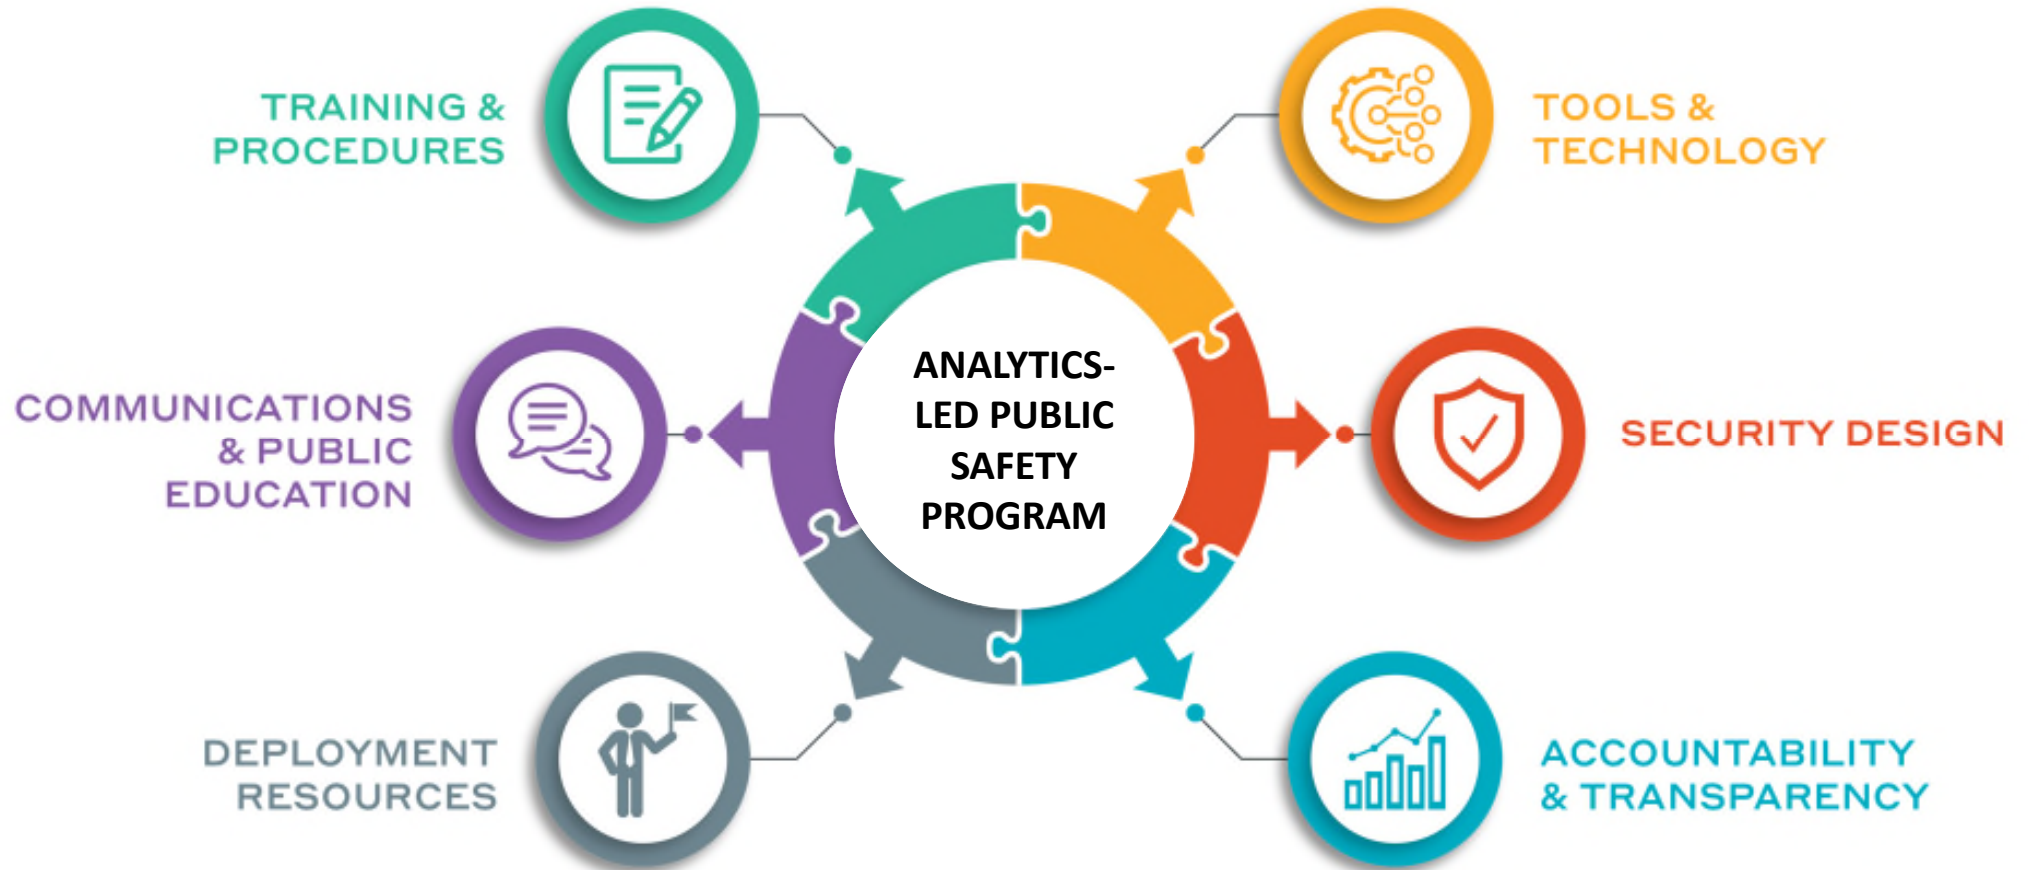 TRAINING &
PROCEDURES
TOOLS &
TECHNOLOGY
ANALYTICS-
LED PUBLIC
SAFETY
PROGRAM
COMMUNICATIONS
& PUBLIC
EDUCATION
SECURITY DESIGN
DEPLOYMENT
RESOURCES
ACCOUNTABILITY
& TRANSPARENCY